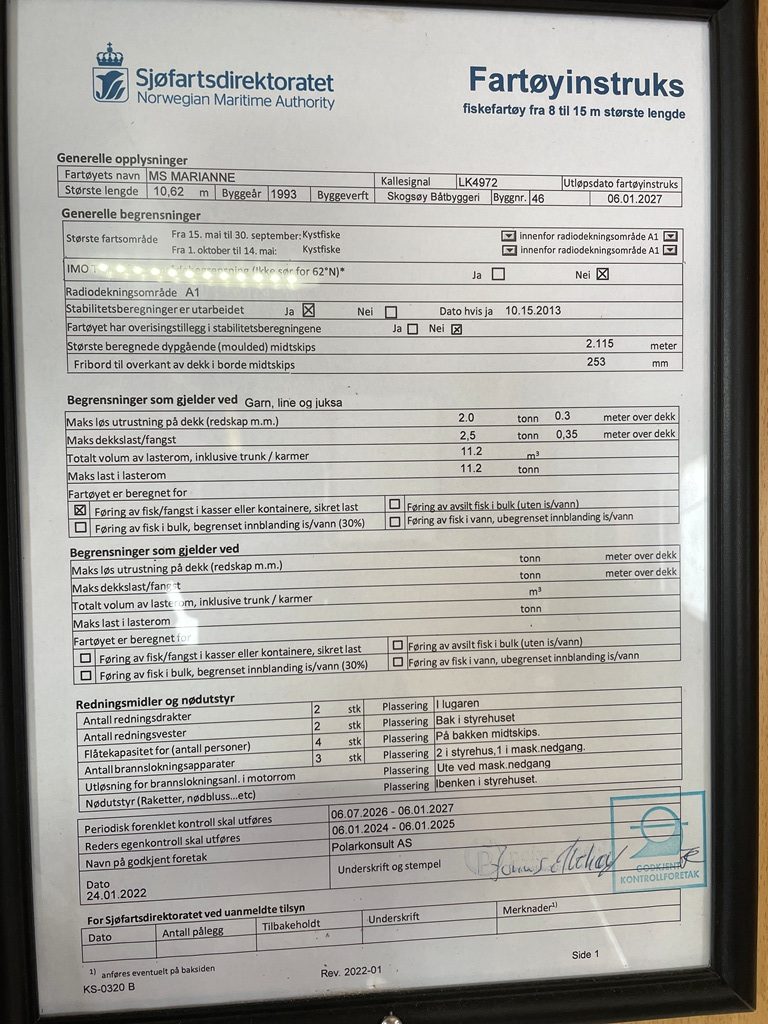 Sjøfartsdirektoratet
Norwegian Maritime Authority
Fartøyinstruks
fiskefartøy fra 8 til 15 m største lengde
Generelle opplysninger
Fartøyets navn MS MARIANNE Kallesignal LK4972 Utløpsdato fartøyinstruks
Største lengde 10,62 m Byggeår 1993 Byggeverft Skogsøy Båtbyggeri Byggnr. 46 06.01.2027
Generelle begrensninger
Største fartsområde Fra 15. mai til 30. september: Kystfiske innenfor radiodekningsområde A1
Fra 1. oktober til 14. mai: Kystfiske innenfor radiodekningsområde A1
IMO (Ikke sør for 62°N)* Ja Nei ☒
Radiodekningsområde A1
Stabilitetsberegninger er utarbeidet Ja ☒ Nei Dato hvis ja 10.15.2013
Fartøyet har overisingstillegg i stabilitetsberegningene Ja Nei ☒
Største beregnede dypgående (moulded) midtskips 2.115 meter
Fribord til overkant av dekk i borde midtskips 253 mm
Begrensninger som gjelder ved Garn, line og juksa
Maks løs utrustning på dekk (redskap m.m.) 2.0 tonn 0.3 meter over dekk
Maks dekkslast/fangst 2,5 tonn 0,35 meter over dekk
Totalt volum av lasterom, inklusive trunk / karmer 11.2 m³
Maks last i lasterom 11.2 tonn
Fartøyet er beregnet for
☒ Føring av fisk/fangst i kasser eller kontainere, sikret last Føring av avsilt fisk i bulk (uten is/vann)
Føring av fisk i bulk, begrenset innblanding is/vann (30%) Føring av fisk i vann, ubegrenset innblanding is/vann
Begrensninger som gjelder ved
Maks løs utrustning på dekk (redskap m.m.) tonn meter over dekk
Maks dekkslast/fangst tonn meter over dekk
Totalt volum av lasterom, inklusive trunk / karmer m³
Maks last i lasterom tonn
Fartøyet er beregnet for
Føring av fisk/fangst i kasser eller kontainere, sikret last Føring av avsilt fisk i bulk (uten is/vann)
Føring av fisk i bulk, begrenset innblanding is/vann (30%) Føring av fisk i vann, ubegrenset innblanding is/vann
Redningsmidler og nødutstyr
Antall redningsdrakter 2 stk Plassering I lugaren
Antall redningsvester 2 stk Plassering Bak i styrehuset
Flåtekapasitet for (antall personer) 4 stk Plassering På bakken midtskips.
Antall brannslokningsapparater 3 stk Plassering 2 i styrehus,1 i mask.nedgang.
Utløsning for brannslokningsanl. i motorrom Plassering Ute ved mask.nedgang
Nødutstyr (Raketter, nødbluss...etc) Plassering Ibenken i styrehuset.
Periodisk forenklet kontroll skal utføres 06.07.2026 - 06.01.2027
Reders egenkontroll skal utføres 06.01.2024 - 06.01.2025
Navn på godkjent foretak Polarkonsult AS
Dato Underskrift og stempel
24.01.2022
GODKJENT
KONTROLLFORETAK
For Sjøfartsdirektoratet ved uanmeldte tilsyn
Dato Antall pålegg Tilbakeholdt Underskrift Merknader¹⁾
¹⁾ anføres eventuelt på baksiden
KS-0320 B Rev. 2022-01 Side 1